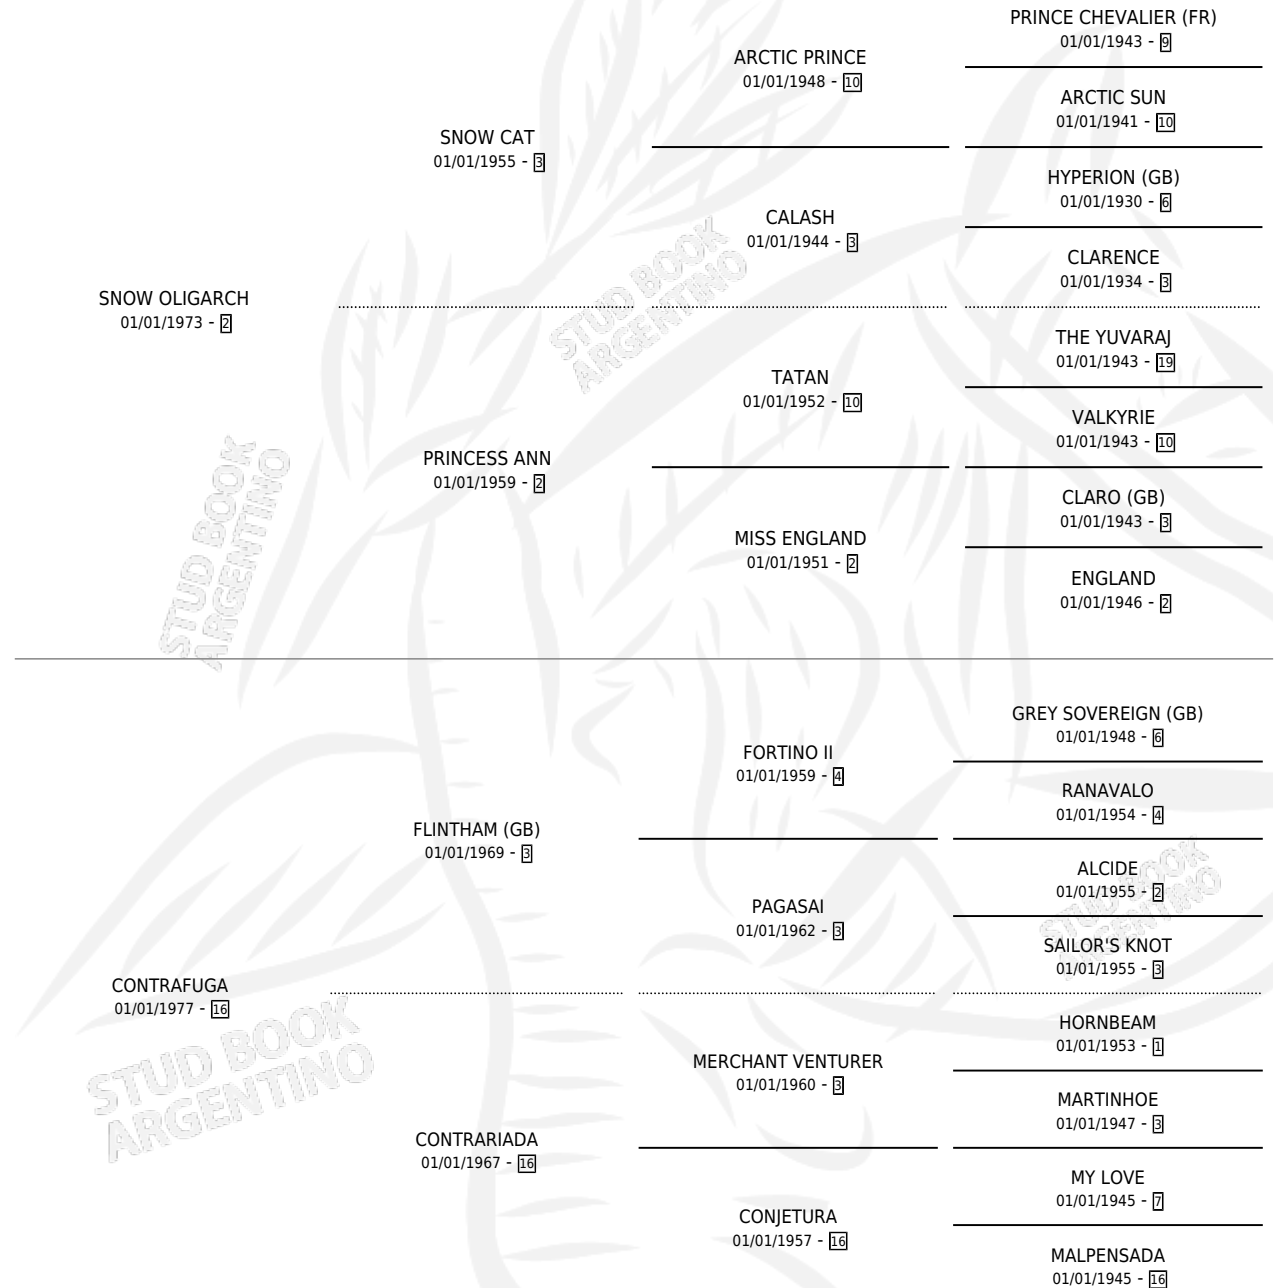 PRINCE CHEVALIER (FR)
01/01/1943 - 9
ARCTIC PRINCE
01/01/1948 - 10
ARCTIC SUN
01/01/1941 - 10
SNOW CAT
01/01/1955 - 3
HYPERION (GB)
01/01/1930 - 6
CALASH
01/01/1944 - 3
CLARENCE
01/01/1934 - 3
SNOW OLIGARCH
01/01/1973 - 2
THE YUVARAJ
01/01/1943 - 19
TATAN
01/01/1952 - 10
VALKYRIE
01/01/1943 - 10
PRINCESS ANN
01/01/1959 - 2
CLARO (GB)
01/01/1943 - 3
MISS ENGLAND
01/01/1951 - 2
ENGLAND
01/01/1946 - 2
GREY SOVEREIGN (GB)
01/01/1948 - 6
FORTINO II
01/01/1959 - 4
RANAVALO
01/01/1954 - 4
FLINTHAM (GB)
01/01/1969 - 3
ALCIDE
01/01/1955 - 2
PAGASAI
01/01/1962 - 3
SAILOR'S KNOT
01/01/1955 - 3
CONTRAFUGA
01/01/1977 - 16
HORNBEAM
01/01/1953 - 1
MERCHANT VENTURER
01/01/1960 - 3
MARTINHOE
01/01/1947 - 3
CONTRARIADA
01/01/1967 - 16
MY LOVE
01/01/1945 - 7
CONJETURA
01/01/1957 - 16
MALPENSADA
01/01/1945 - 16
STUD BOOK
ARGENTINO
STUD BOOK
ARGENTINO
STUD BOOK
ARGENTINO
STUD BOOK
ARGENTINO